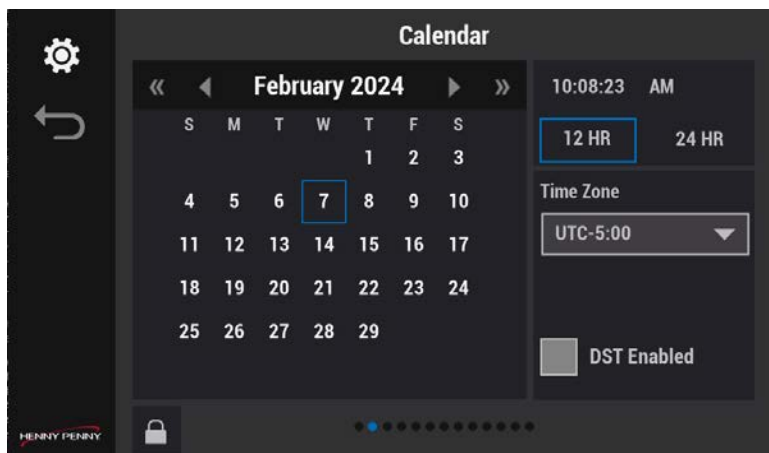 Calendar
February 2024
S M T W T F S
1 2 3
4 5 6 7 8 9 10
11 12 13 14 15 16 17
18 19 20 21 22 23 24
25 26 27 28 29
10:08:23 AM
12 HR 24 HR
Time Zone
UTC-5:00
DST Enabled
HENNY PENNY